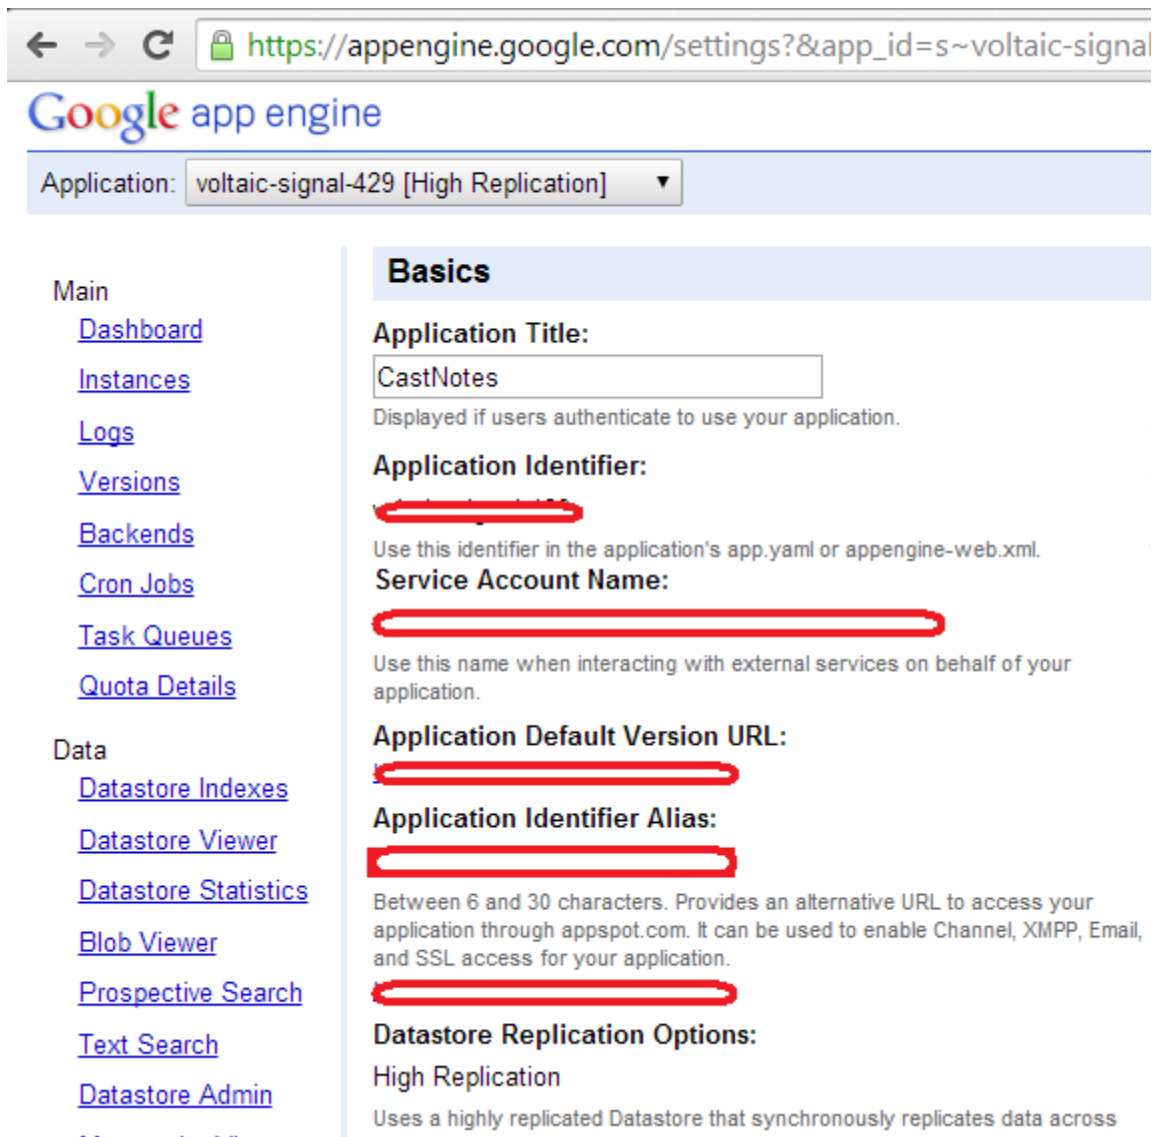 https://appengine.google.com/settings?&app_id=s~voltaic-signal
Google app engine
Application: voltaic-signal-429 [High Replication]
Main
Dashboard
Instances
Logs
Versions
Backends
Cron Jobs
Task Queues
Quota Details
Data
Datastore Indexes
Datastore Viewer
Datastore Statistics
Blob Viewer
Prospective Search
Text Search
Datastore Admin
Basics
Application Title:
CastNotes
Displayed if users authenticate to use your application.
Application Identifier:
Use this identifier in the application's app.yaml or appengine-web.xml.
Service Account Name:
Use this name when interacting with external services on behalf of your
application.
Application Default Version URL:
Application Identifier Alias:
Between 6 and 30 characters. Provides an alternative URL to access your
application through appspot.com. It can be used to enable Channel, XMPP, Email,
and SSL access for your application.
Datastore Replication Options:
High Replication
Uses a highly replicated Datastore that synchronously replicates data across